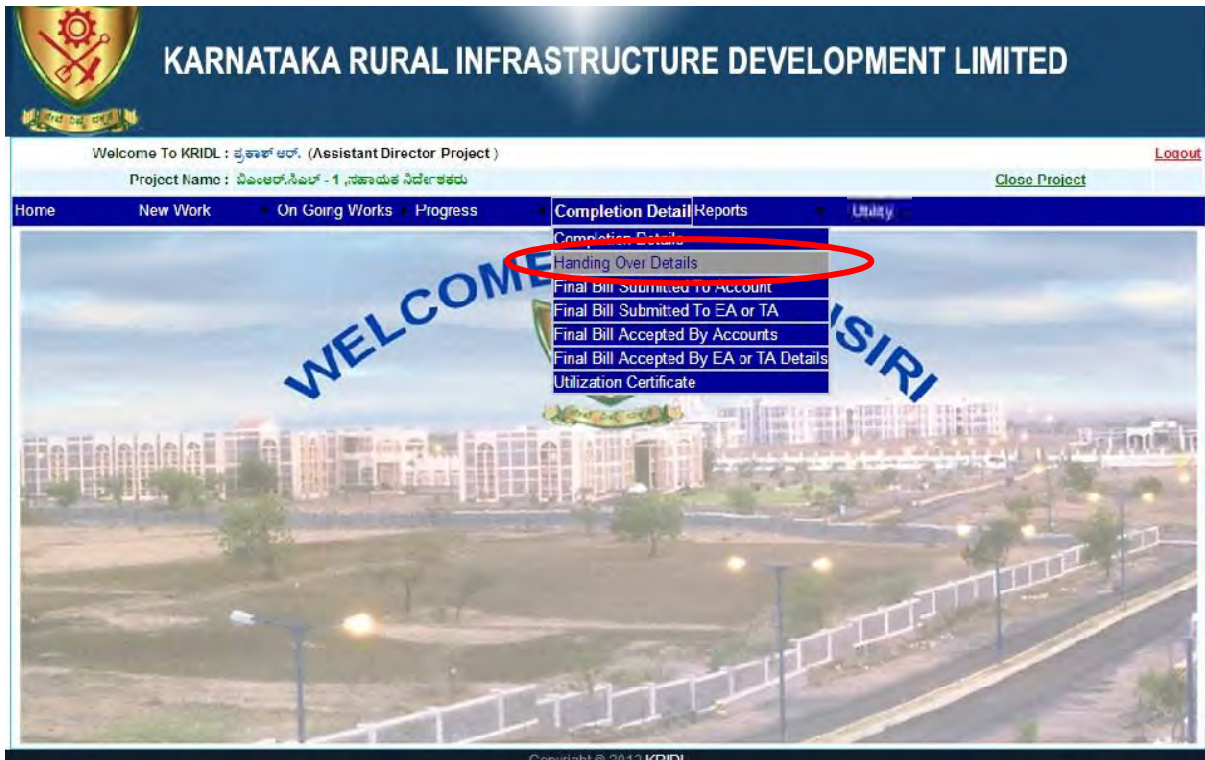 KARNATAKA RURAL INFRASTRUCTURE DEVELOPMENT LIMITED
Welcome To KRIDL : ಪ್ರಕಾಶ್ ಆರ್. (Assistant Director Project )
Logout
Project Name : ಬಿಎಂಆರ್.ಸಿಎಲ್ - 1 ,ಸಹಾಯಕ ನಿರ್ದೇಶಕರು
Close Project
Home New Work On Going Works Progress Completion Detail Reports Utility
Completion Details
Handing Over Details
Final Bill Submitted To Account
Final Bill Submitted To EA or TA
Final Bill Accepted By Accounts
Final Bill Accepted By EA or TA Details
Utilization Certificate
WELCOME SIRI
Copyright © 2012 KRIDL